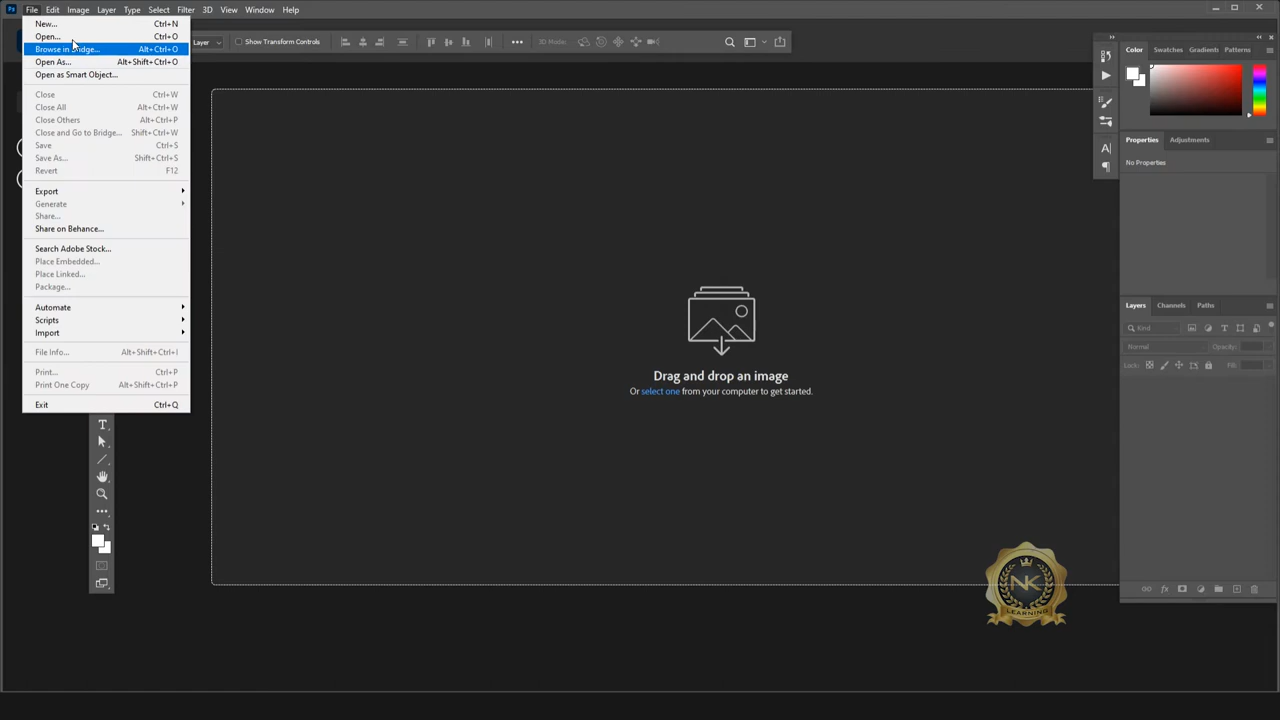 Ps File Edit Image Layer Type Select Filter 3D View Window Help
New... Ctrl+N
Open... Ctrl+O
Browse in Bridge... Alt+Ctrl+O
Open As... Alt+Shift+Ctrl+O
Open as Smart Object...
Close Ctrl+W
Close All Alt+Ctrl+W
Close Others Alt+Ctrl+P
Close and Go to Bridge... Shift+Ctrl+W
Save Ctrl+S
Save As... Shift+Ctrl+S
Revert F12
Export
Generate
Share...
Share on Behance...
Search Adobe Stock...
Place Embedded...
Place Linked...
Package...
Automate
Scripts
Import
File Info... Alt+Shift+Ctrl+I
Print... Ctrl+P
Print One Copy Alt+Shift+Ctrl+P
Exit Ctrl+Q
Layer Show Transform Controls 3D Mode:
Drag and drop an image
Or select one from your computer to get started.
Color Swatches Gradients Patterns
Properties Adjustments
No Properties
Layers Channels Paths
Kind
Normal Opacity:
Lock: Fill:
NK
LEARNING